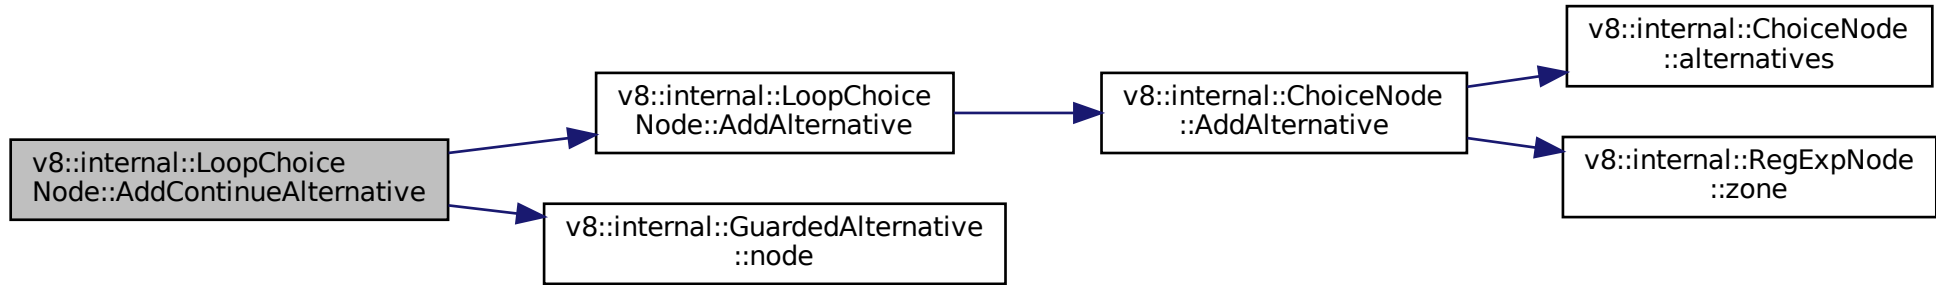 v8::internal::LoopChoice
Node::AddContinueAlternative
v8::internal::LoopChoice
Node::AddAlternative
v8::internal::GuardedAlternative
::node
v8::internal::ChoiceNode
::AddAlternative
v8::internal::ChoiceNode
::alternatives
v8::internal::RegExpNode
::zone